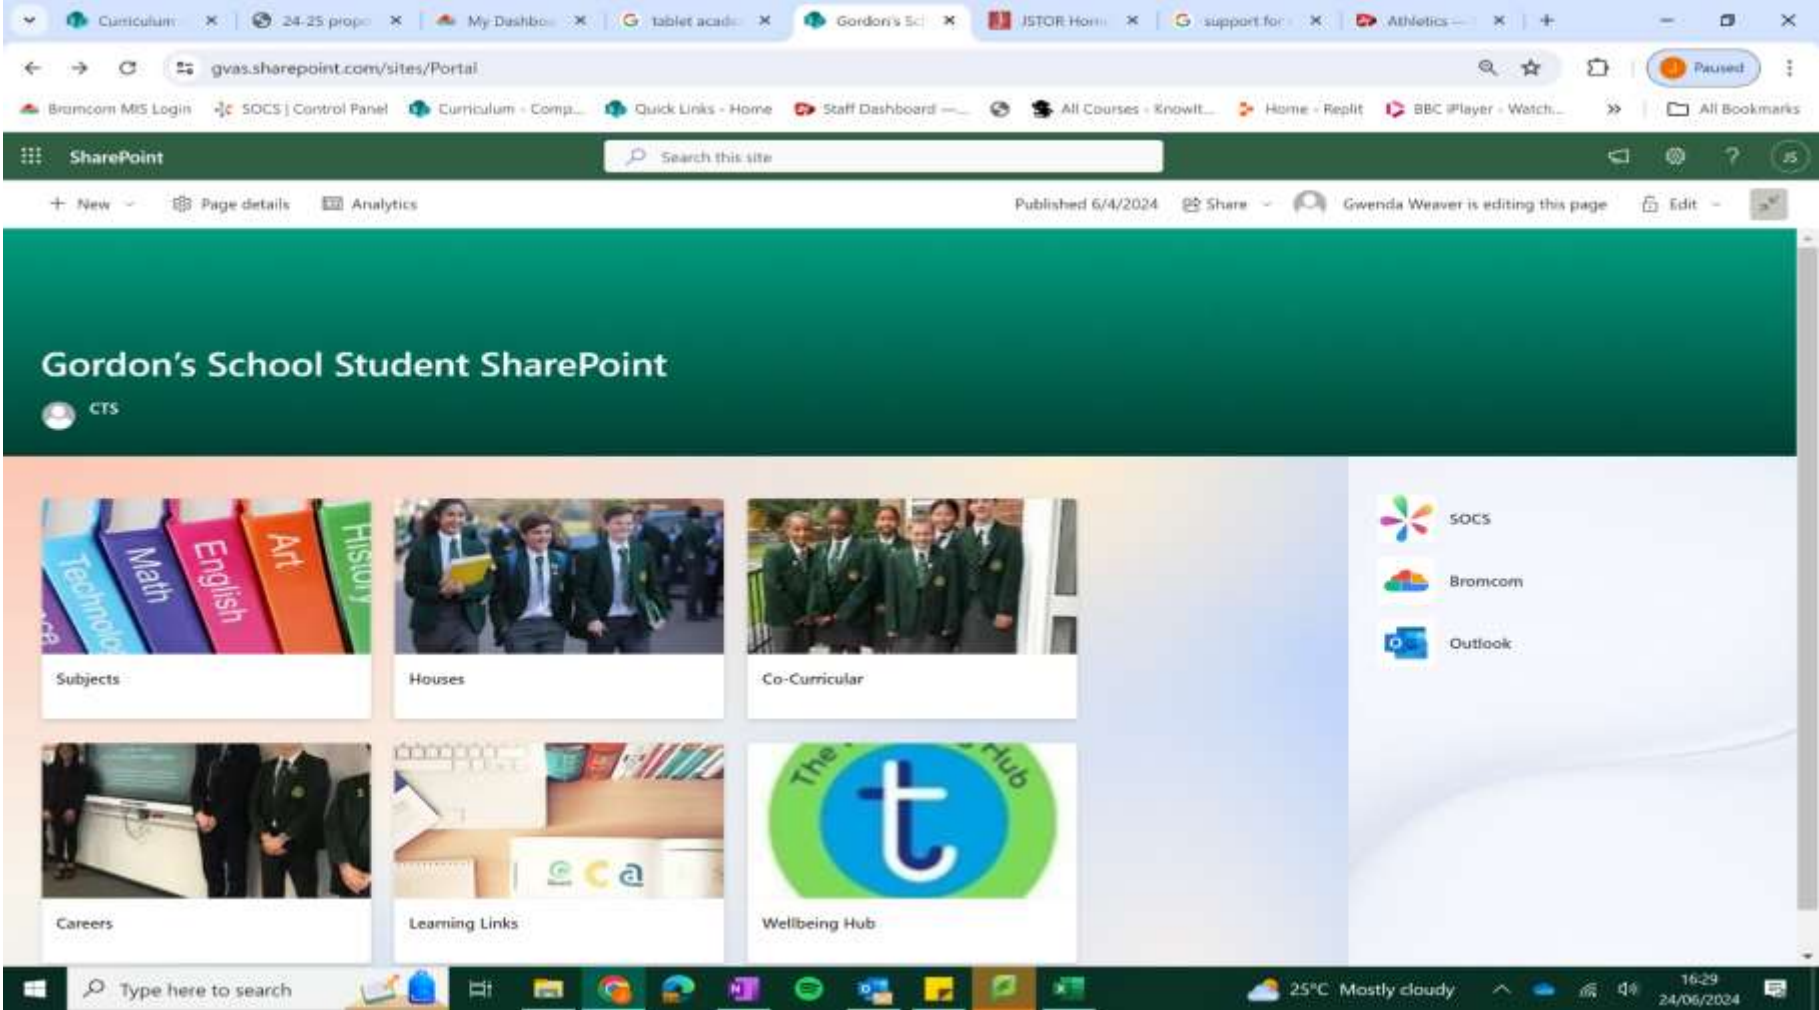 Curriculum
24-25 propo
My Dashbo
tablet acade
Gordon's Sc
JSTOR Hom
support for
Athletics —
gvas.sharepoint.com/sites/Portal
Paused
Bromcom MIS Login
SOCS | Control Panel
Curriculum - Comp...
Quick Links - Home
Staff Dashboard —...
All Courses - KnowIt...
Home - Replit
BBC iPlayer - Watch...
All Bookmarks
SharePoint
Search this site
JS
New
Page details
Analytics
Published 6/4/2024
Share
Gwenda Weaver is editing this page
Edit
Gordon's School Student SharePoint
CTS
Technolo
Math
English
Art
History
Subjects
Houses
Co-Curricular
SOCS
Bromcom
Outlook
The
Hub
t
@ C a
Careers
Learning Links
Wellbeing Hub
Type here to search
25°C Mostly cloudy
16:29
24/06/2024